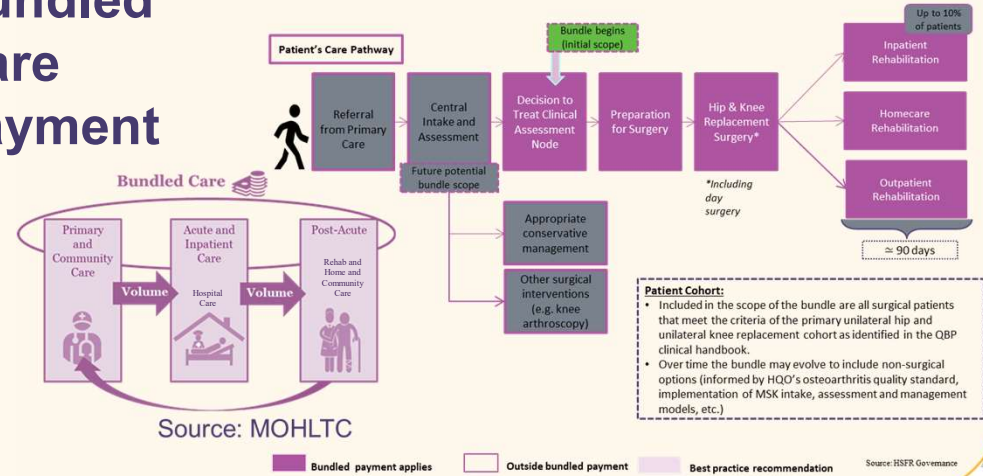 undled
are
ayment
Patient's Care Pathway
Bundle begins
(initial scope)
Up to 10%
of patients
Referral
from Primary
Care
Central
Intake and
Assessment
Decision to
Treat Clinical
Assessment
Node
Preparation
for Surgery
Hip & Knee
Replacement
Surgery*
Inpatient
Rehabilitation
Homecare
Rehabilitation
Outpatient
Rehabilitation
Future potential
bundle scope
*Including
day
surgery
≃ 90 days
Appropriate
conservative
management
Other surgical
interventions
(e.g. knee
arthroscopy)
Bundled Care
Primary
and
Community
Care
Volume
Acute and
Inpatient
Care
Hospital
Care
Volume
Post-Acute
Rehab and
Home and
Community
Care
Source: MOHLTC
Patient Cohort:
• Included in the scope of the bundle are all surgical patients
that meet the criteria of the primary unilateral hip and
unilateral knee replacement cohort as identified in the QBP
clinical handbook.
• Over time the bundle may evolve to include non-surgical
options (informed by HQO's osteoarthritis quality standard,
implementation of MSK intake, assessment and management
models, etc.)
Bundled payment applies
Outside bundled payment
Best practice recommendation
Source: HSFR Governance